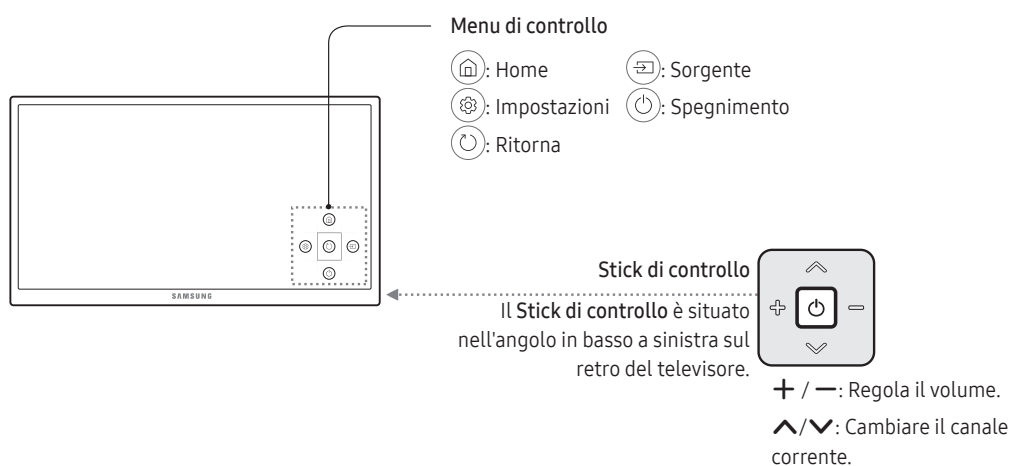 Menu di controllo
: Home
: Sorgente
: Impostazioni
: Spegnimento
: Ritorna
SAMSUNG
Stick di controllo
Il Stick di controllo è situato
nell'angolo in basso a sinistra sul
retro del televisore.
+ / −: Regola il volume.
∧/∨: Cambiare il canale
corrente.